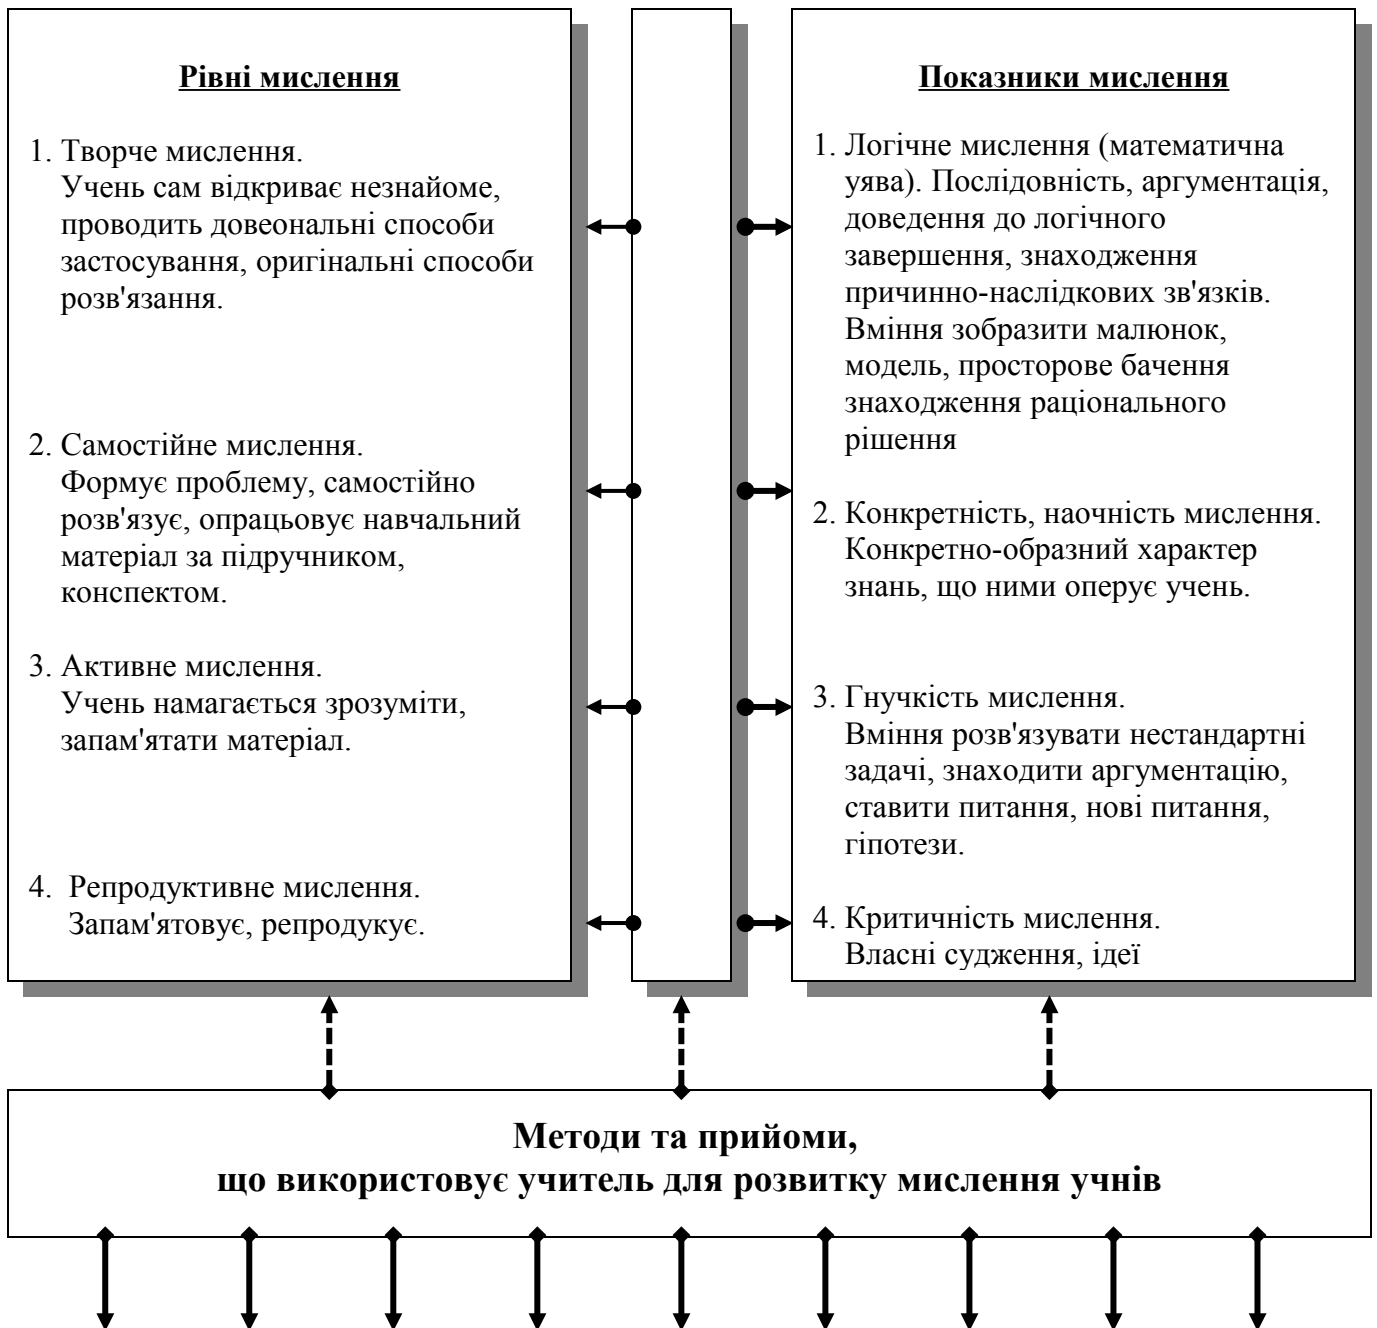 Рівні мислення
1. Творче мислення.
Учень сам відкриває незнайоме,
проводить довеональні способи
застосування, оригінальні способи
розв'язання.
2. Самостійне мислення.
Формує проблему, самостійно
розв'язує, опрацьовує навчальний
матеріал за підручником,
конспектом.
3. Активне мислення.
Учень намагається зрозуміти,
запам'ятати матеріал.
4. Репродуктивне мислення.
Запам'ятовує, репродукує.
Показники мислення
1. Логічне мислення (математична
уява). Послідовність, аргументація,
доведення до логічного
завершення, знаходження
причинно-наслідкових зв'язків.
Вміння зобразити малюнок,
модель, просторове бачення
знаходження раціонального
рішення
2. Конкретність, наочність мислення.
Конкретно-образний характер
знань, що ними оперує учень.
3. Гнучкість мислення.
Вміння розв'язувати нестандартні
задачі, знаходити аргументацію,
ставити питання, нові питання,
гіпотези.
4. Критичність мислення.
Власні судження, ідеї
Методи та прийоми,
що використовує учитель для розвитку мислення учнів